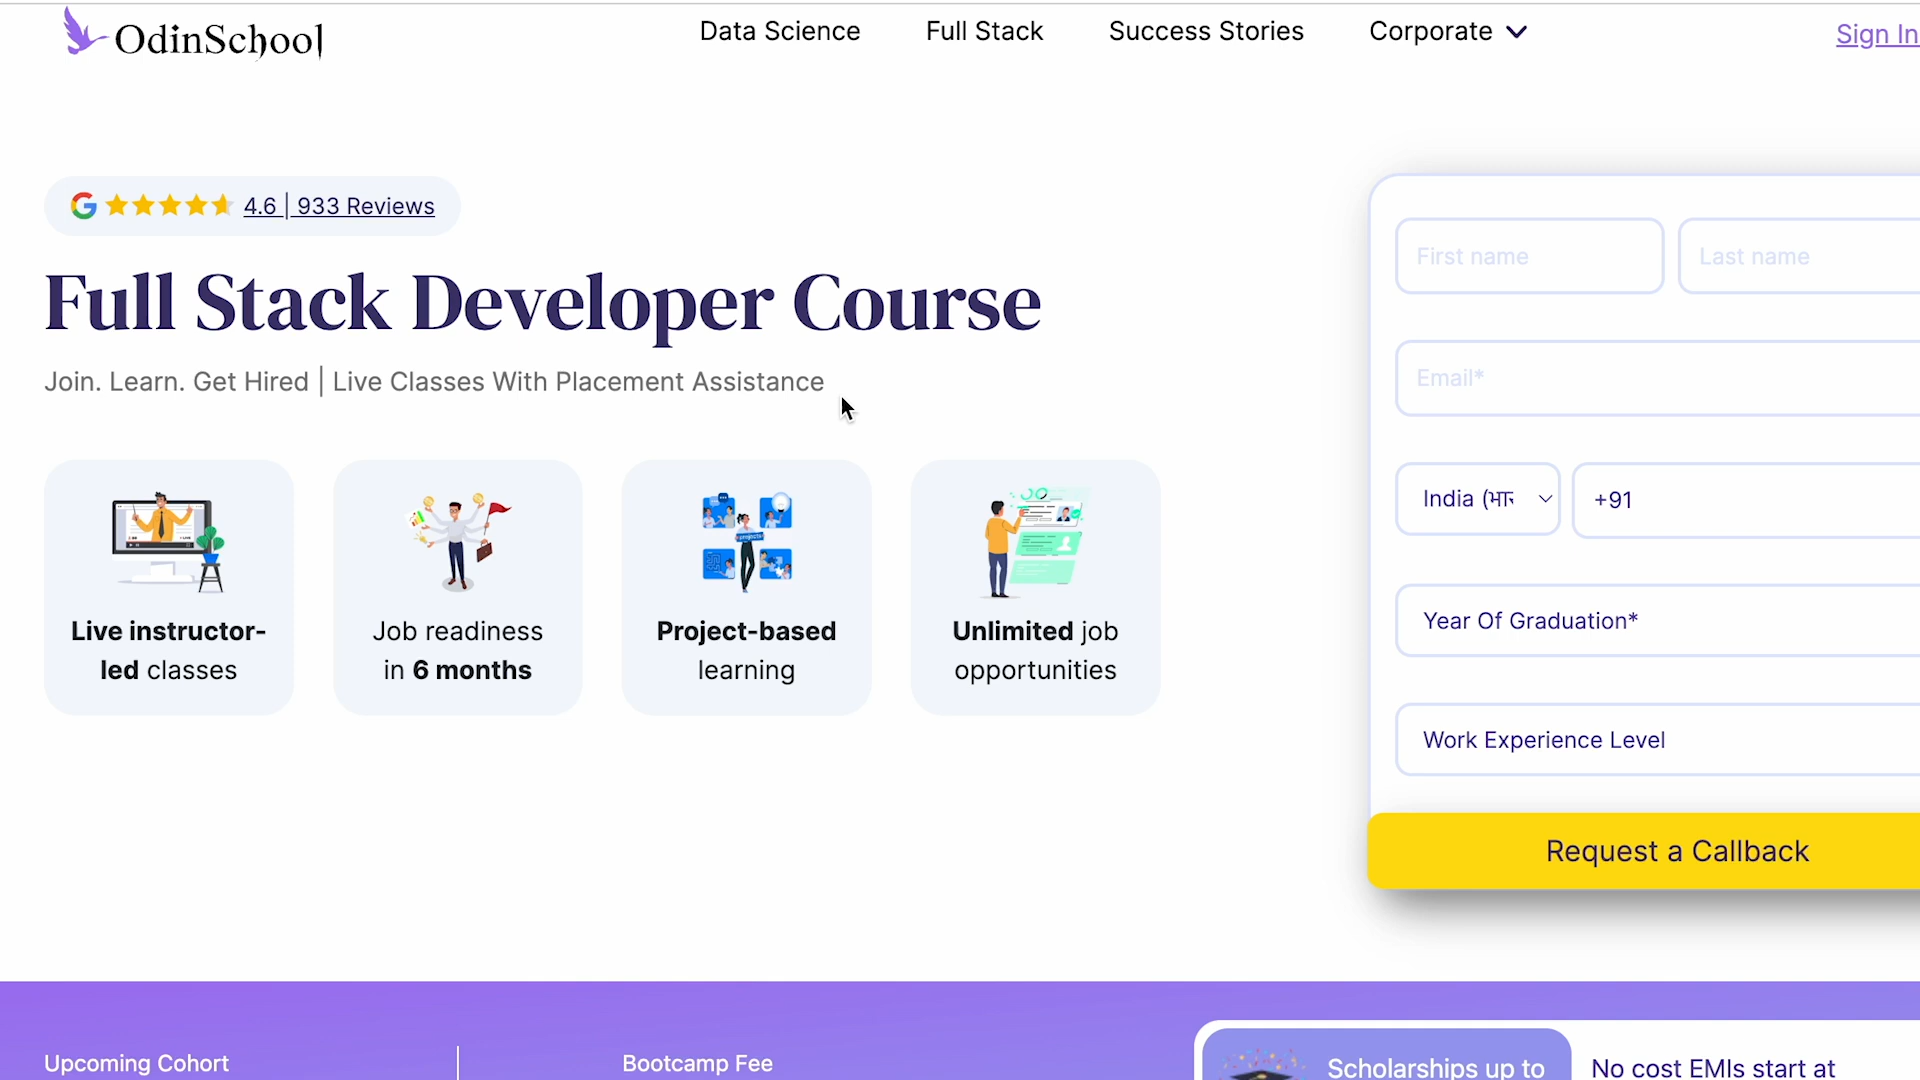 OdinSchool
Data Science
Full Stack
Success Stories
Corporate
Sign In
4.6 | 933 Reviews
Full Stack Developer Course
Join. Learn. Get Hired | Live Classes With Placement Assistance
Live instructor-
led classes
Job readiness
in 6 months
Project-based
learning
Unlimited job
opportunities
First name
Last name
Email*
India (भार
+91
Year Of Graduation*
Work Experience Level
Request a Callback
Upcoming Cohort
Bootcamp Fee
Scholarships up to
No cost EMIs start at